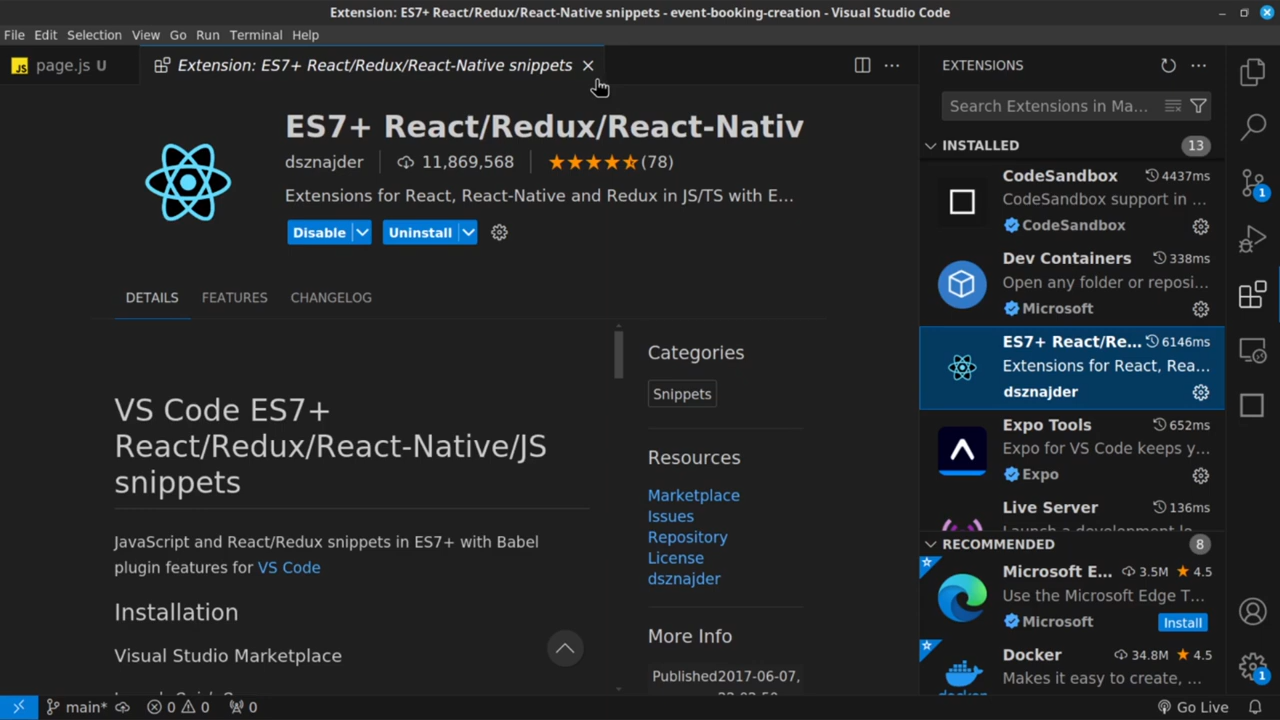 Extension: ES7+ React/Redux/React-Native snippets - event-booking-creation - Visual Studio Code
File Edit Selection View Go Run Terminal Help
JS page.js U
Extension: ES7+ React/Redux/React-Native snippets
ES7+ React/Redux/React-Nativ
dsznajder 11,869,568 (78)
Extensions for React, React-Native and Redux in JS/TS with E...
Disable Uninstall
DETAILS FEATURES CHANGELOG
VS Code ES7+
React/Redux/React-Native/JS
snippets
JavaScript and React/Redux snippets in ES7+ with Babel
plugin features for VS Code
Installation
Visual Studio Marketplace
Categories
Snippets
Resources
Marketplace
Issues
Repository
License
dsznajder
More Info
Published2017-06-07,
EXTENSIONS
Search Extensions in Ma...
INSTALLED 13
CodeSandbox 4437ms
CodeSandbox support in ...
CodeSandbox
Dev Containers 338ms
Open any folder or reposi...
Microsoft
ES7+ React/Re... 6146ms
Extensions for React, Rea...
dsznajder
Expo Tools 652ms
Expo for VS Code keeps y...
Expo
Live Server 136ms
RECOMMENDED 8
Microsoft E... 3.5M 4.5
Use the Microsoft Edge T...
Microsoft Install
Docker 34.8M 4.5
Makes it easy to create, ...
1
1
main* 0 0 0
Go Live